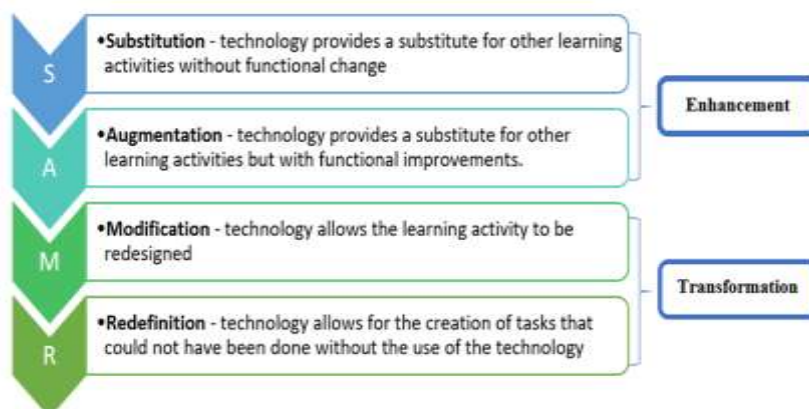 S
•Substitution - technology provides a substitute for other learning
activities without functional change
Enhancement
A
•Augmentation - technology provides a substitute for other
learning activities but with functional improvements.
M
•Modification - technology allows the learning activity to be
redesigned
Transformation
R
•Redefinition - technology allows for the creation of tasks that
could not have been done without the use of the technology